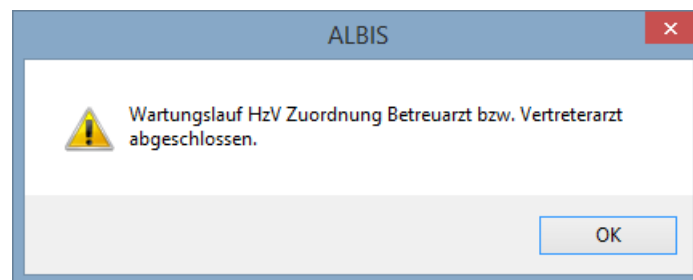 ALBIS
Wartungslauf HzV Zuordnung Betreuarzt bzw. Vertreterarzt
abgeschlossen.
OK